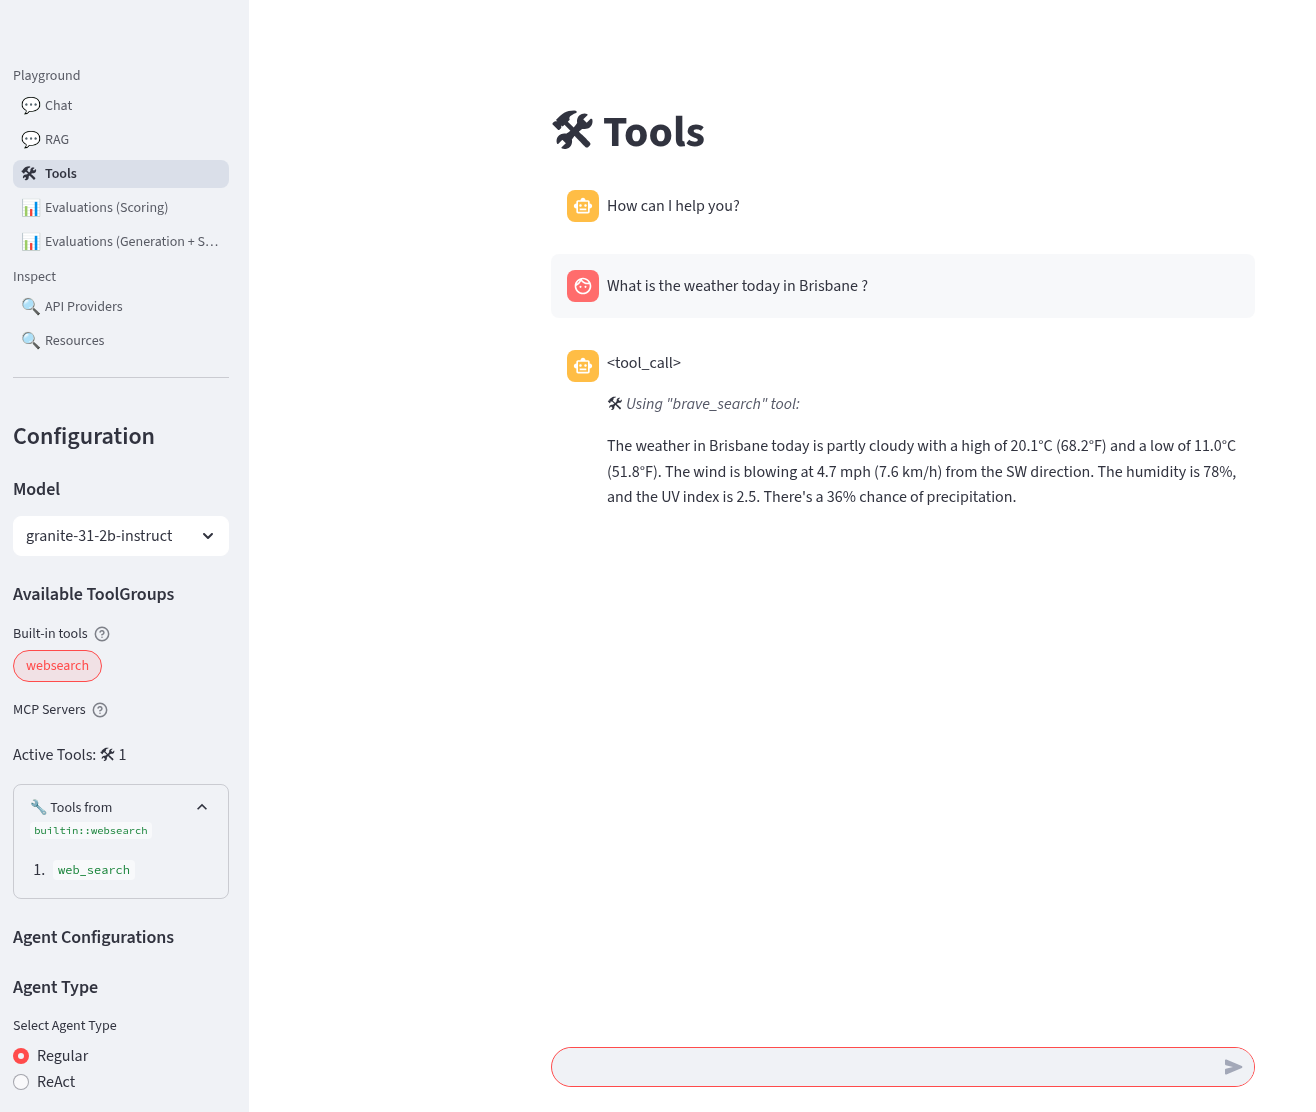 Playground
💬 Chat
💬 RAG
🛠 Tools
📊 Evaluations (Scoring)
📊 Evaluations (Generation + S…
Inspect
🔍 API Providers
🔍 Resources
Configuration
Model
granite-31-2b-instruct
Available ToolGroups
Built-in tools
websearch
MCP Servers
Active Tools: 🛠 1
🔧 Tools from
builtin::websearch
1. web_search
Agent Configurations
Agent Type
Select Agent Type
Regular
ReAct
🛠 Tools
How can I help you?
What is the weather today in Brisbane ?
<tool_call>
🛠 Using "brave_search" tool:
The weather in Brisbane today is partly cloudy with a high of 20.1°C (68.2°F) and a low of 11.0°C
(51.8°F). The wind is blowing at 4.7 mph (7.6 km/h) from the SW direction. The humidity is 78%,
and the UV index is 2.5. There's a 36% chance of precipitation.